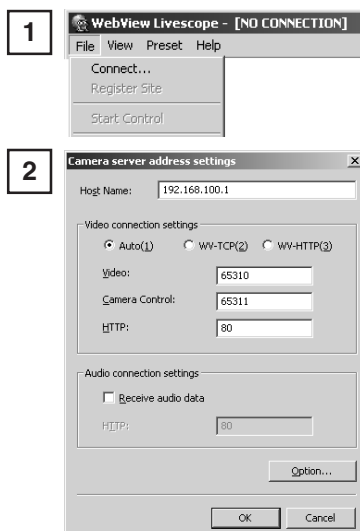 1
WebView Livescope - [NO CONNECTION]
File View Preset Help
Connect...
Register Site
Start Control
2
Camera server address settings
Host Name: 192.168.100.1
Video connection settings
Auto(1) WV-TCP(2) WV-HTTP(3)
Video: 65310
Camera Control: 65311
HTTP: 80
Audio connection settings
Receive audio data
HTTP: 80
Option...
OK Cancel